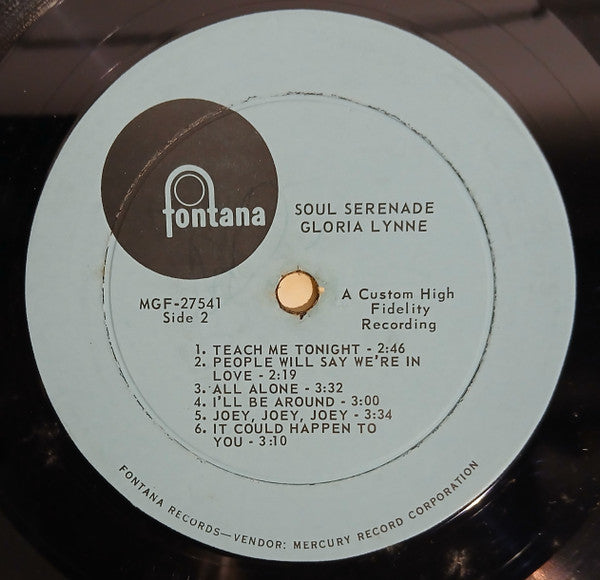 fontana
SOUL SERENADE
GLORIA LYNNE
MGF-27541
Side 2
A Custom High
Fidelity
Recording
1. TEACH ME TONIGHT - 2:46
2. PEOPLE WILL SAY WE'RE IN
LOVE - 2:19
3. ALL ALONE - 3:32
4. I'LL BE AROUND - 3:00
5. JOEY, JOEY, JOEY - 3:34
6. IT COULD HAPPEN TO
YOU - 3:10
FONTANA RECORDS—VENDOR: MERCURY RECORD CORPORATION